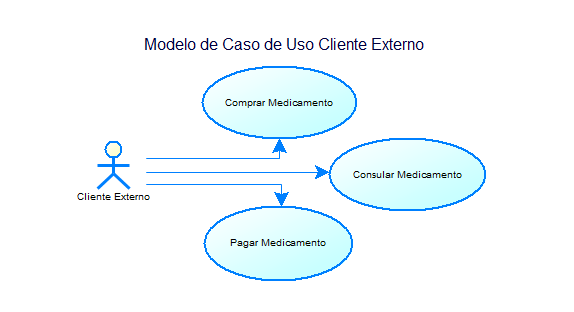 Modelo de Caso de Uso Cliente Externo
Comprar Medicamento
Consular Medicamento
Cliente Externo
Pagar Medicamento